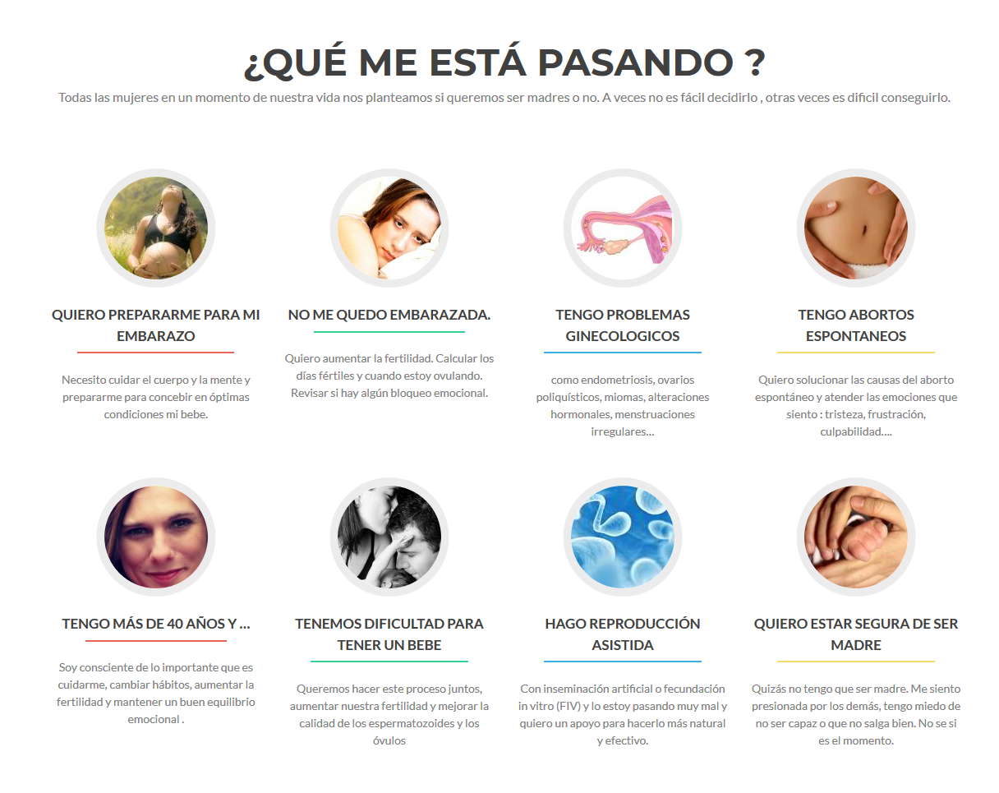 ¿QUÉ ME ESTÁ PASANDO ?
Todas las mujeres en un momento de nuestra vida nos planteamos si queremos ser madres o no. A veces no es fácil decidirlo , otras veces es dificil conseguirlo.
QUIERO PREPARARME PARA MI
EMBARAZO
Necesito cuidar el cuerpo y la mente y
prepararme para concebir en óptimas
condiciones mi bebe.
NO ME QUEDO EMBARAZADA.
Quiero aumentar la fertilidad. Calcular los
días fértiles y cuando estoy ovulando.
Revisar si hay algún bloqueo emocional.
TENGO PROBLEMAS
GINECOLOGICOS
como endometriosis, ovarios
poliquísticos, miomas, alteraciones
hormonales, menstruaciones
irregulares...
TENGO ABORTOS
ESPONTANEOS
Quiero solucionar las causas del aborto
espontáneo y atender las emociones que
siento : tristeza, frustración,
culpabilidad....
TENGO MÁS DE 40 AÑOS Y ...
Soy consciente de lo importante que es
cuidarme, cambiar hábitos, aumentar la
fertilidad y mantener un buen equilibrio
emocional .
TENEMOS DIFICULTAD PARA
TENER UN BEBE
Queremos hacer este proceso juntos,
aumentar nuestra fertilidad y mejorar la
calidad de los espermatozoides y los
óvulos
HAGO REPRODUCCIÓN
ASISTIDA
Con inseminación artificial o fecundación
in vitro (FIV) y lo estoy pasando muy mal y
quiero un apoyo para hacerlo más natural
y efectivo.
QUIERO ESTAR SEGURA DE SER
MADRE
Quizás no tengo que ser madre. Me siento
presionada por los demás, tengo miedo de
no ser capaz o que no salga bien. No se si
es el momento.